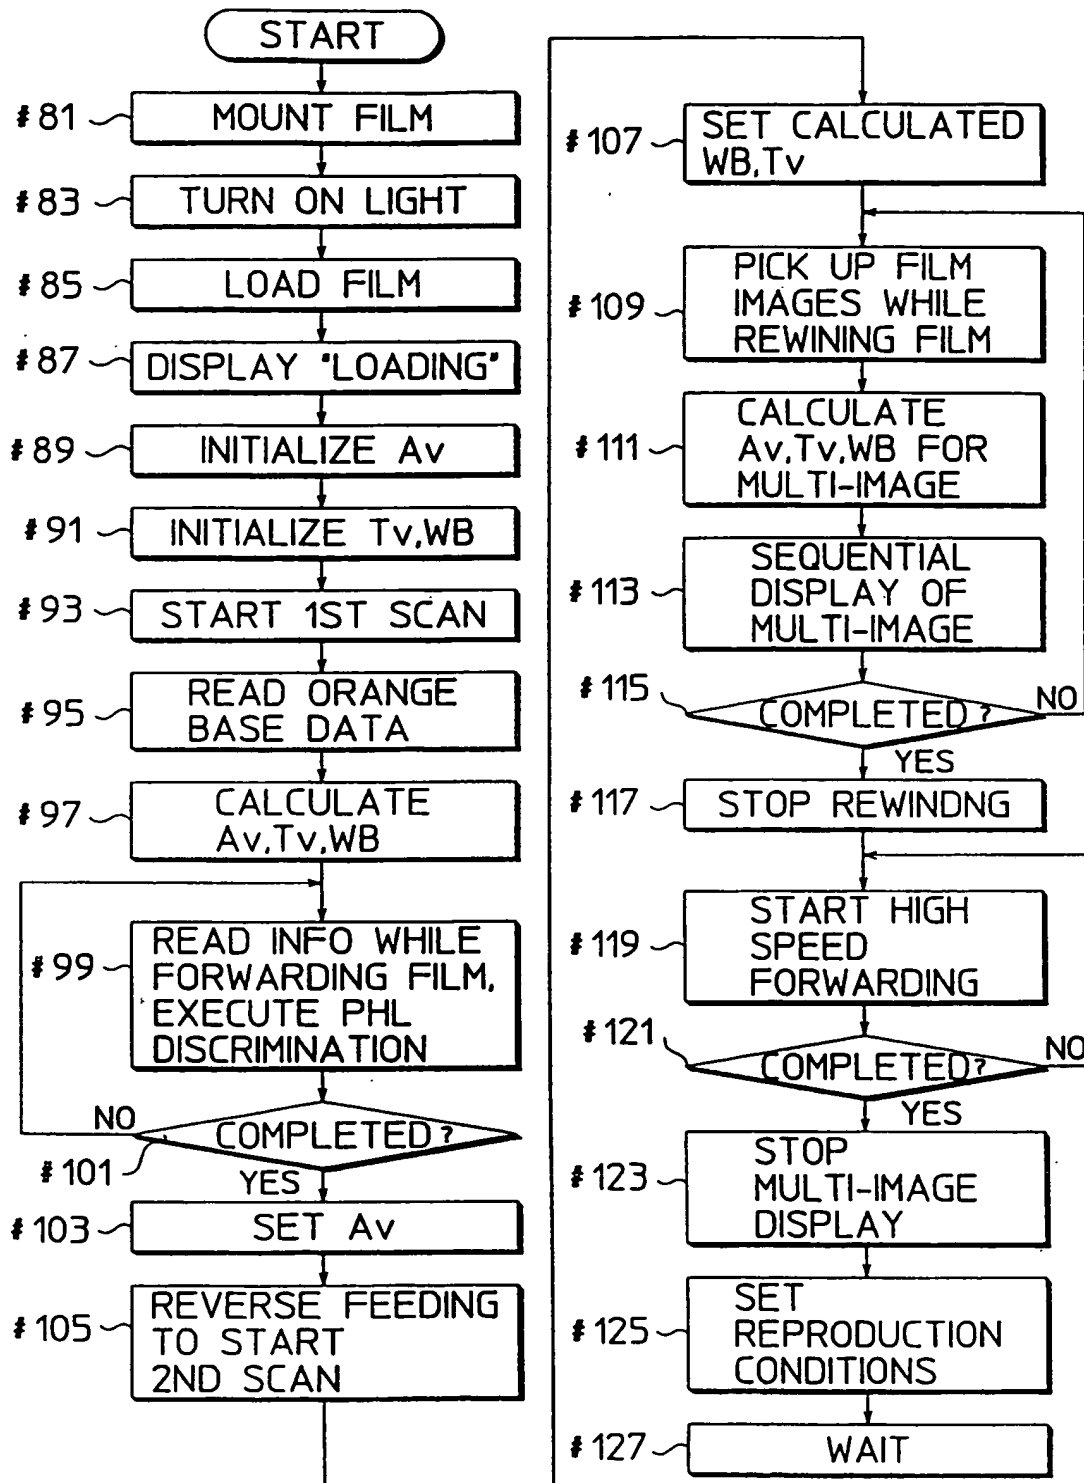 START
#81
MOUNT FILM
#83
TURN ON LIGHT
#85
LOAD FILM
#87
DISPLAY "LOADING"
#89
INITIALIZE Av
#91
INITIALIZE Tv,WB
#93
START 1ST SCAN
#95
READ ORANGE
BASE DATA
#97
CALCULATE
Av,Tv,WB
#99
READ INFO WHILE
FORWARDING FILM,
EXECUTE PHL
DISCRIMINATION
NO
COMPLETED?
#101
YES
#103
SET Av
#105
REVERSE FEEDING
TO START
2ND SCAN
#107
SET CALCULATED
WB,Tv
#109
PICK UP FILM
IMAGES WHILE
REWINING FILM
#111
CALCULATE
Av,Tv,WB FOR
MULTI-IMAGE
#113
SEQUENTIAL
DISPLAY OF
MULTI-IMAGE
#115
COMPLETED?
NO
YES
#117
STOP REWINDNG
#119
START HIGH
SPEED
FORWARDING
#121
COMPLETED?
NO
YES
#123
STOP
MULTI-IMAGE
DISPLAY
#125
SET
REPRODUCTION
CONDITIONS
#127
WAIT